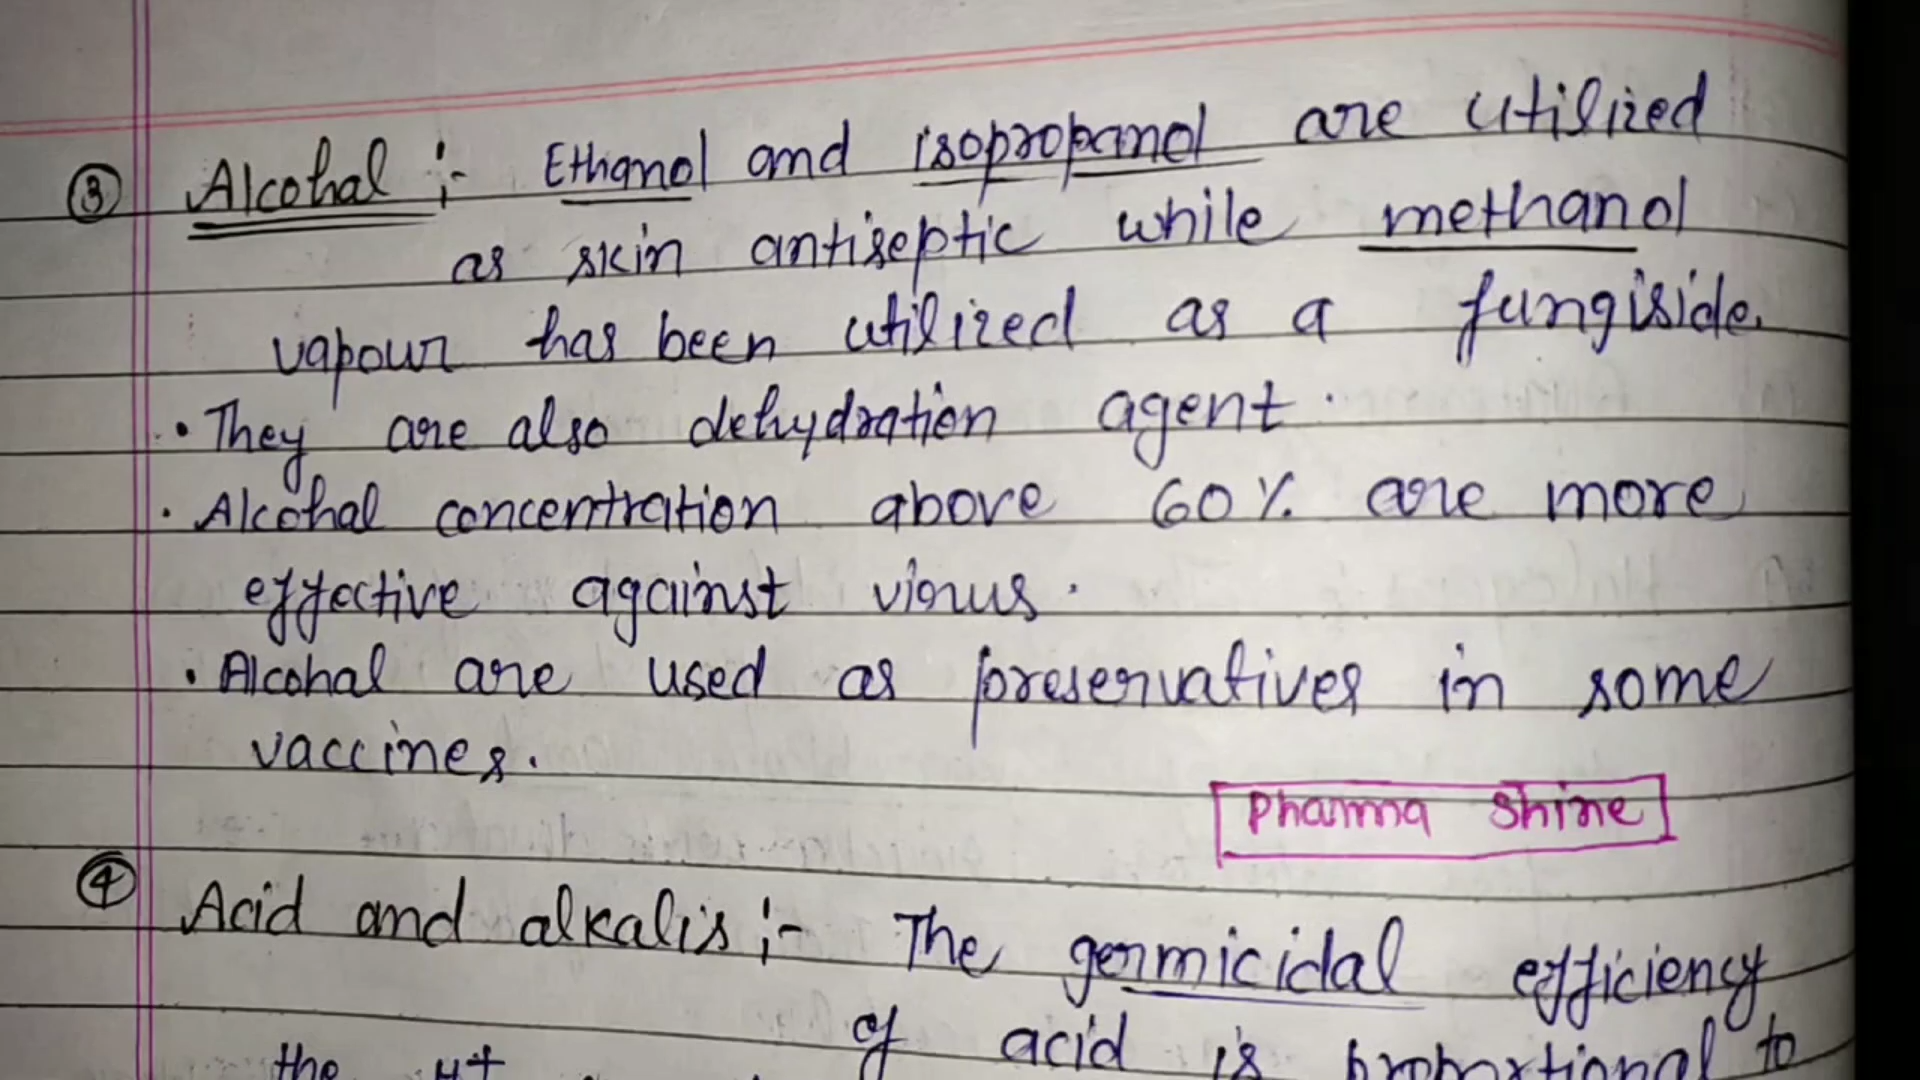 ③ Alcohal :- Ethanol and isopropanol are utilized
as skin antiseptic while methanol
vapour has been utilized as a fungiside.
• They are also dehydration agent.
• Alcohal concentration above 60% are more
effective against virus.
• Alcohal are used as preservatives in some
vaccines.
Pharma Shine
④ Acid and alkalis :- The germicidal efficiency
of acid is proportional to
the H+